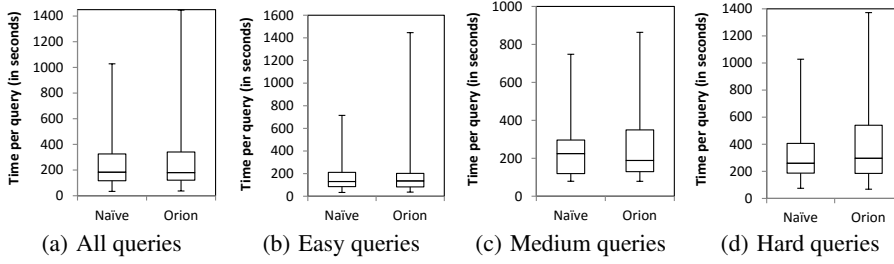 Time per query (in seconds)
1400
1200
1000
800
600
400
200
0
Naïve Orion
(a) All queries
Time per query (in seconds)
1600
1400
1200
1000
800
600
400
200
0
Naïve Orion
(b) Easy queries
Time per query (in seconds)
1000
800
600
400
200
0
Naïve Orion
(c) Medium queries
Time per query (in seconds)
1400
1200
1000
800
600
400
200
0
Naïve Orion
(d) Hard queries